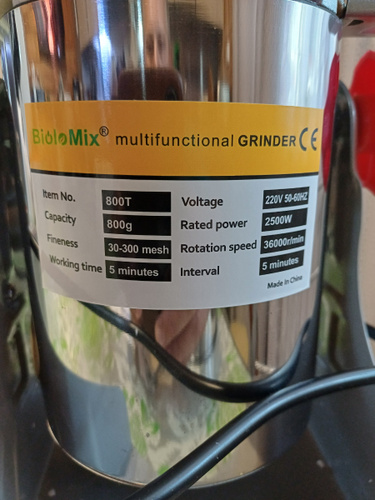 BioloMix® multifunctional GRINDER CE
Item No. 800T Voltage 220V 50-60HZ
Capacity 800g Rated power 2500W
Fineness 30-300 mesh Rotation speed 36000r/min
Working time 5 minutes Interval 5 minutes
Made in China